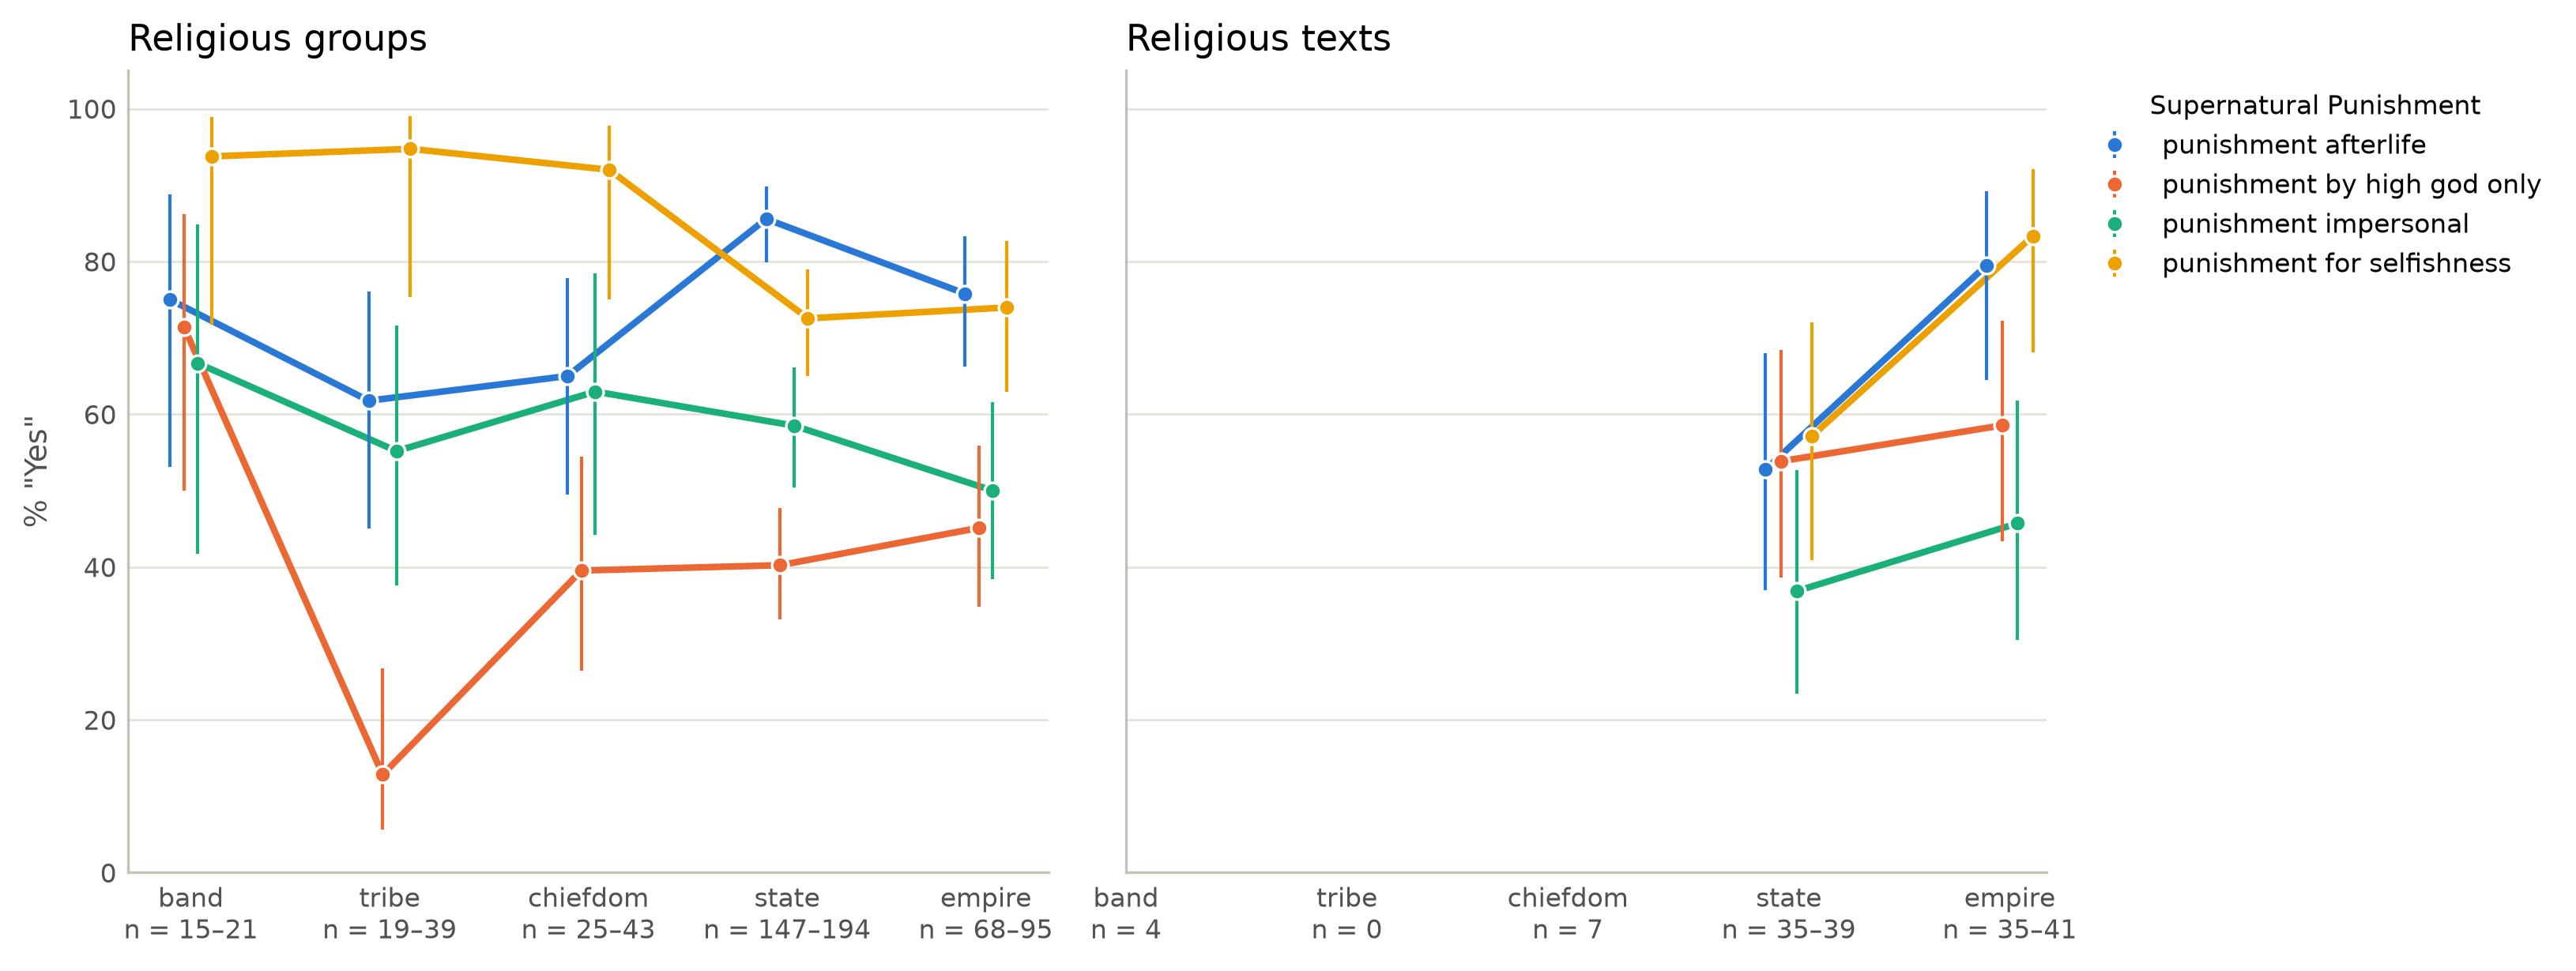 Religious groups
Religious texts
Supernatural Punishment
punishment afterlife
punishment by high god only
punishment impersonal
punishment for selfishness
% "Yes"
100
80
60
40
20
0
band
n = 15–21
tribe
n = 19–39
chiefdom
n = 25–43
state
n = 147–194
empire
n = 68–95
band
n = 4
tribe
n = 0
chiefdom
n = 7
state
n = 35–39
empire
n = 35–41